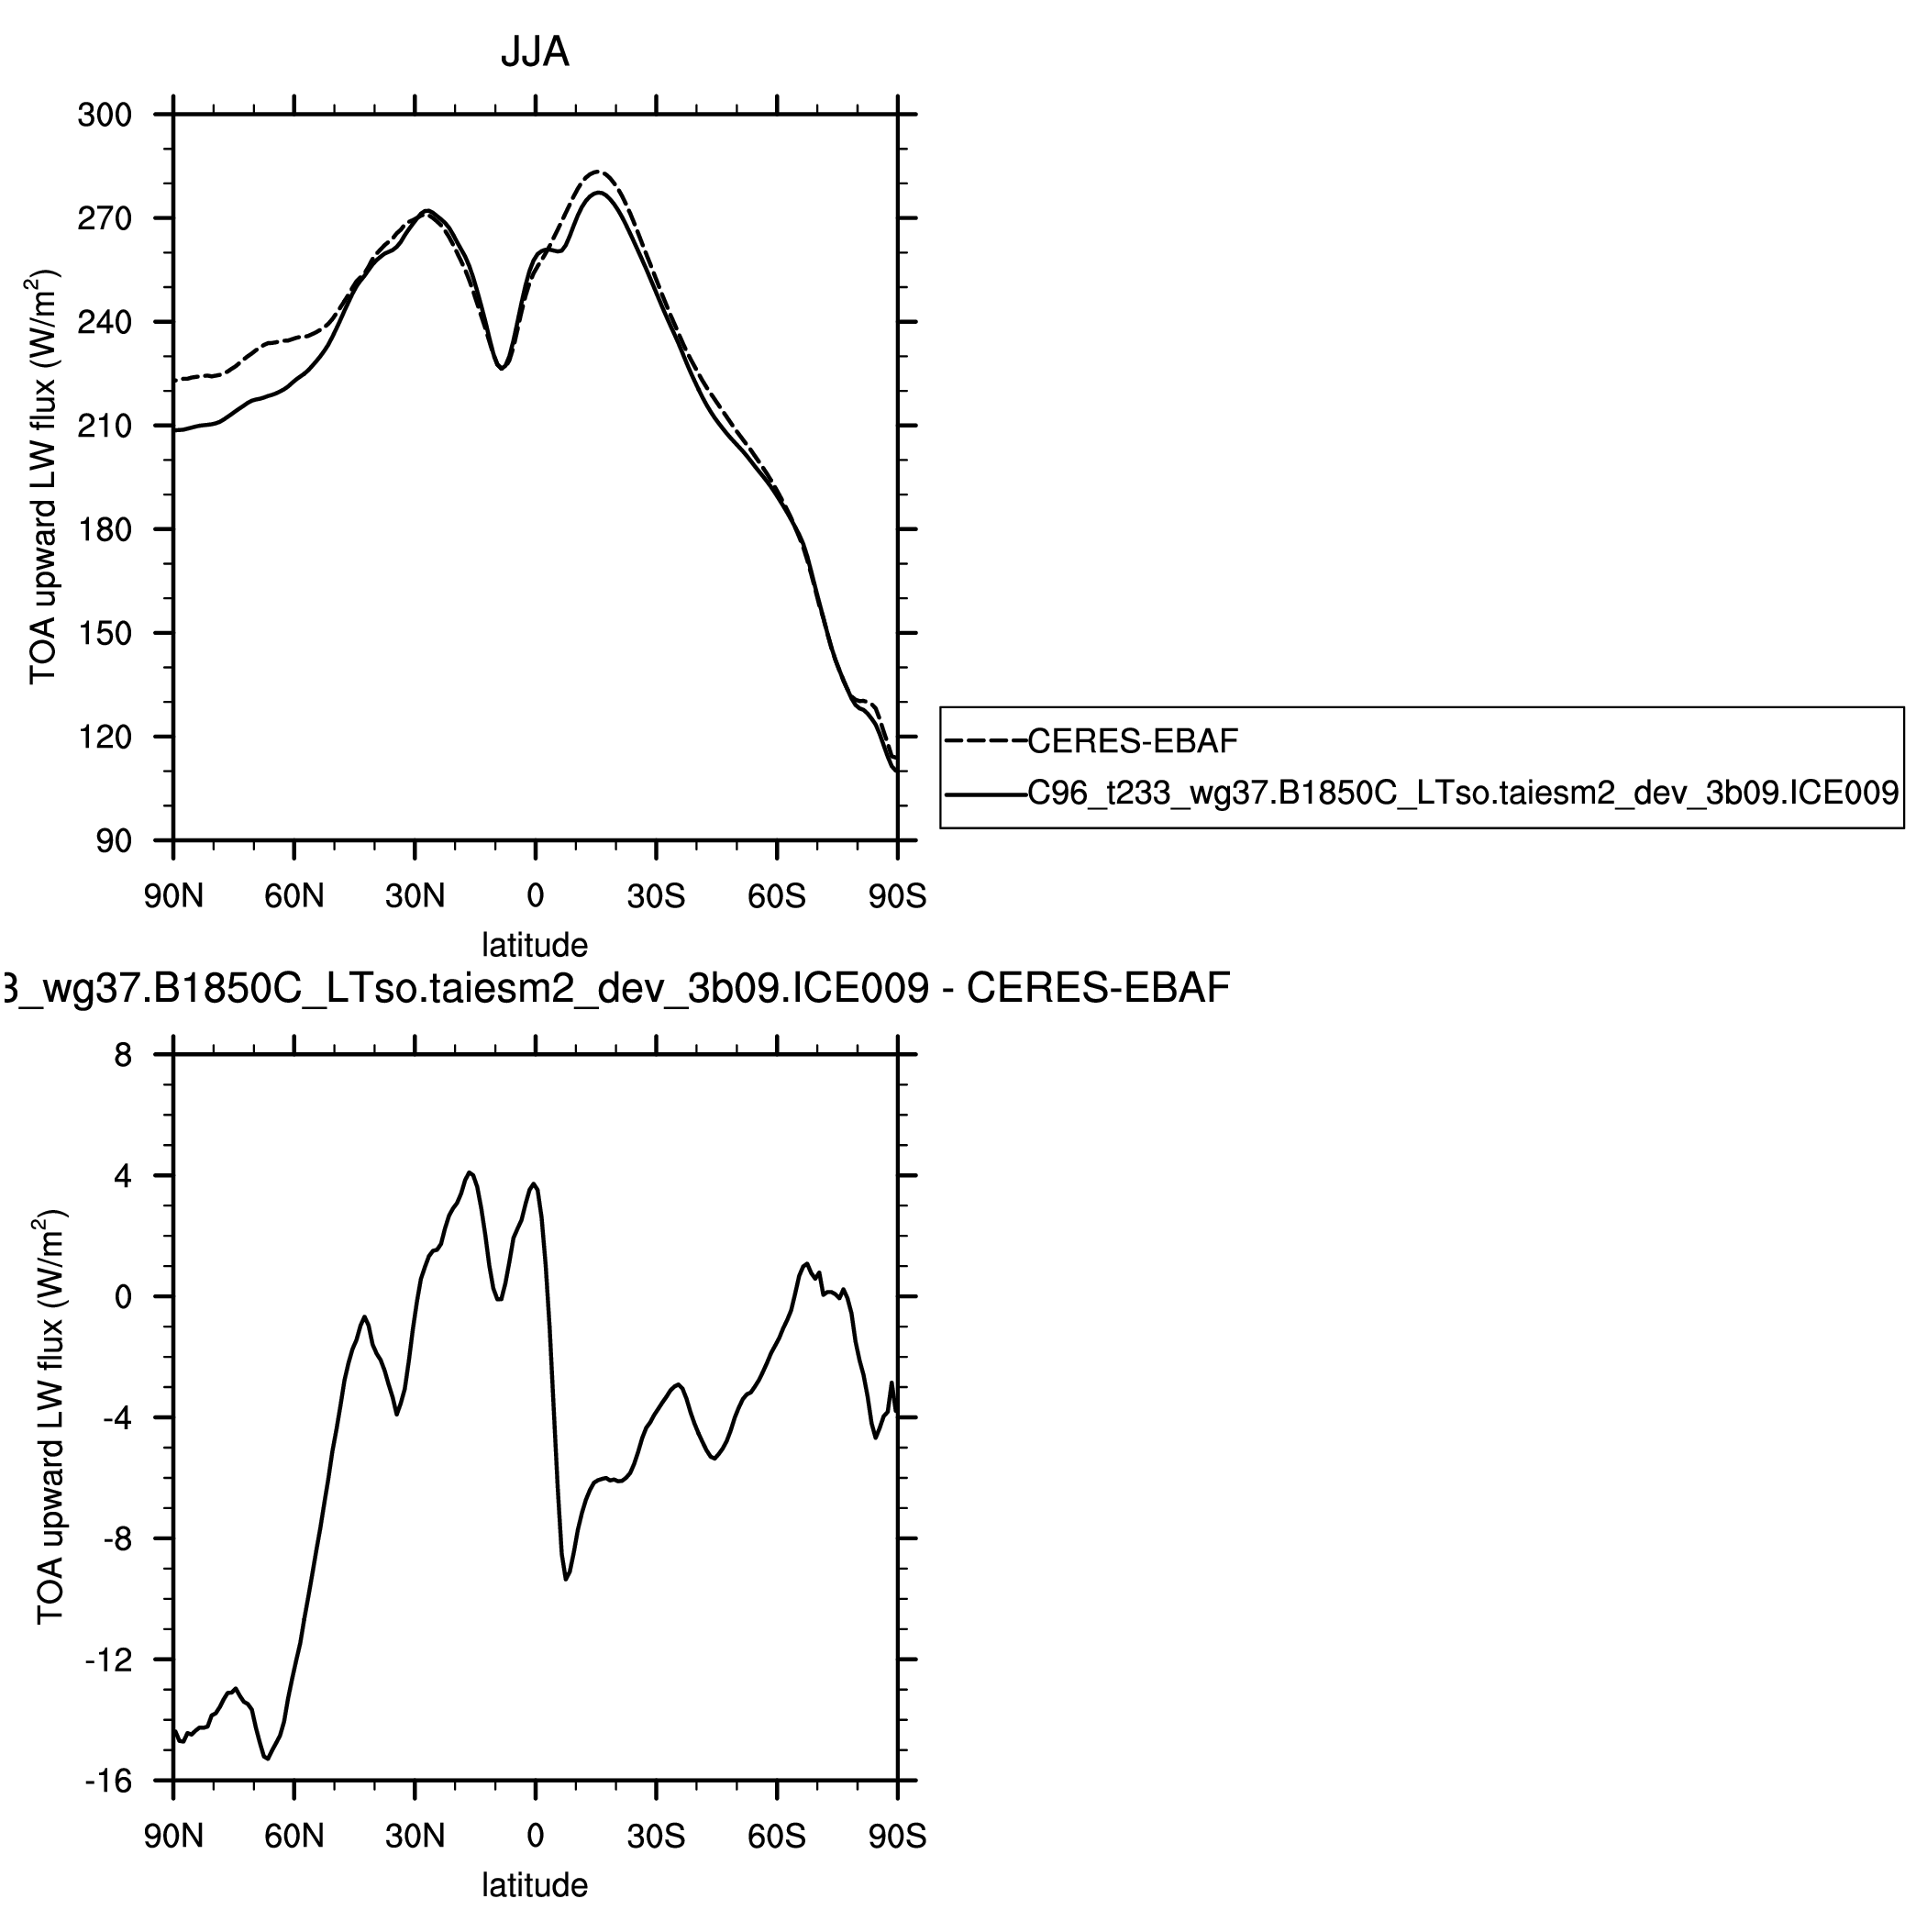 JJA
TOA upward LW flux (W/m²)
300
270
240
210
180
150
120
90
90N 60N 30N 0 30S 60S 90S
latitude
CERES-EBAF
C96_t233_wg37.B1850C_LTso.taiesm2_dev_3b09.ICE009
3_wg37.B1850C_LTso.taiesm2_dev_3b09.ICE009 - CERES-EBAF
TOA upward LW flux (W/m²)
8
4
0
-4
-8
-12
-16
90N 60N 30N 0 30S 60S 90S
latitude